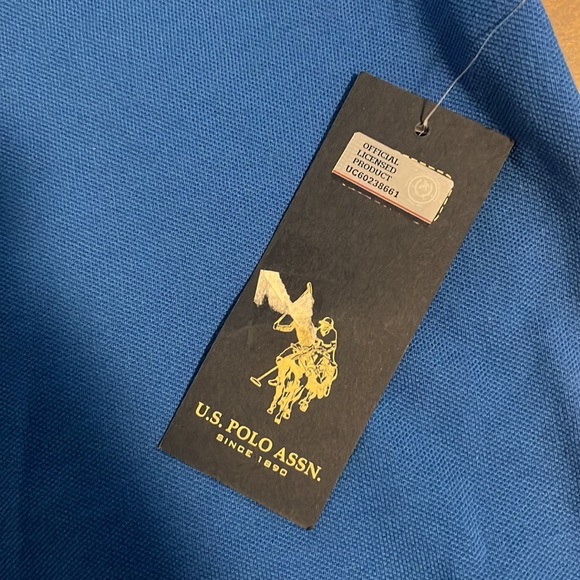 OFFICIAL
LICENSED
PRODUCT
UC60238661
U.S. POLO ASSN.
SINCE 1890